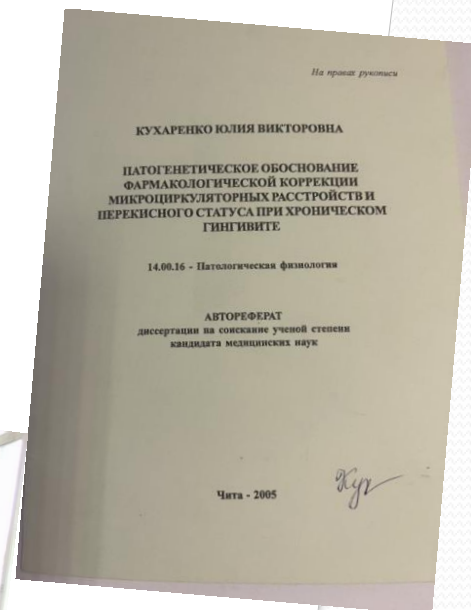 На правах рукописи
КУХАРЕНКО ЮЛИЯ ВИКТОРОВНА
ПАТОГЕНЕТИЧЕСКОЕ ОБОСНОВАНИЕ
ФАРМАКОЛОГИЧЕСКОЙ КОРРЕКЦИИ
МИКРОЦИРКУЛЯТОРНЫХ РАССТРОЙСТВ И
ПЕРЕКИСНОГО СТАТУСА ПРИ ХРОНИЧЕСКОМ
ГИНГИВИТЕ
14.00.16 - Патологическая физиология
АВТОРЕФЕРАТ
диссертации на соискание ученой степени
кандидата медицинских наук
Чита - 2005